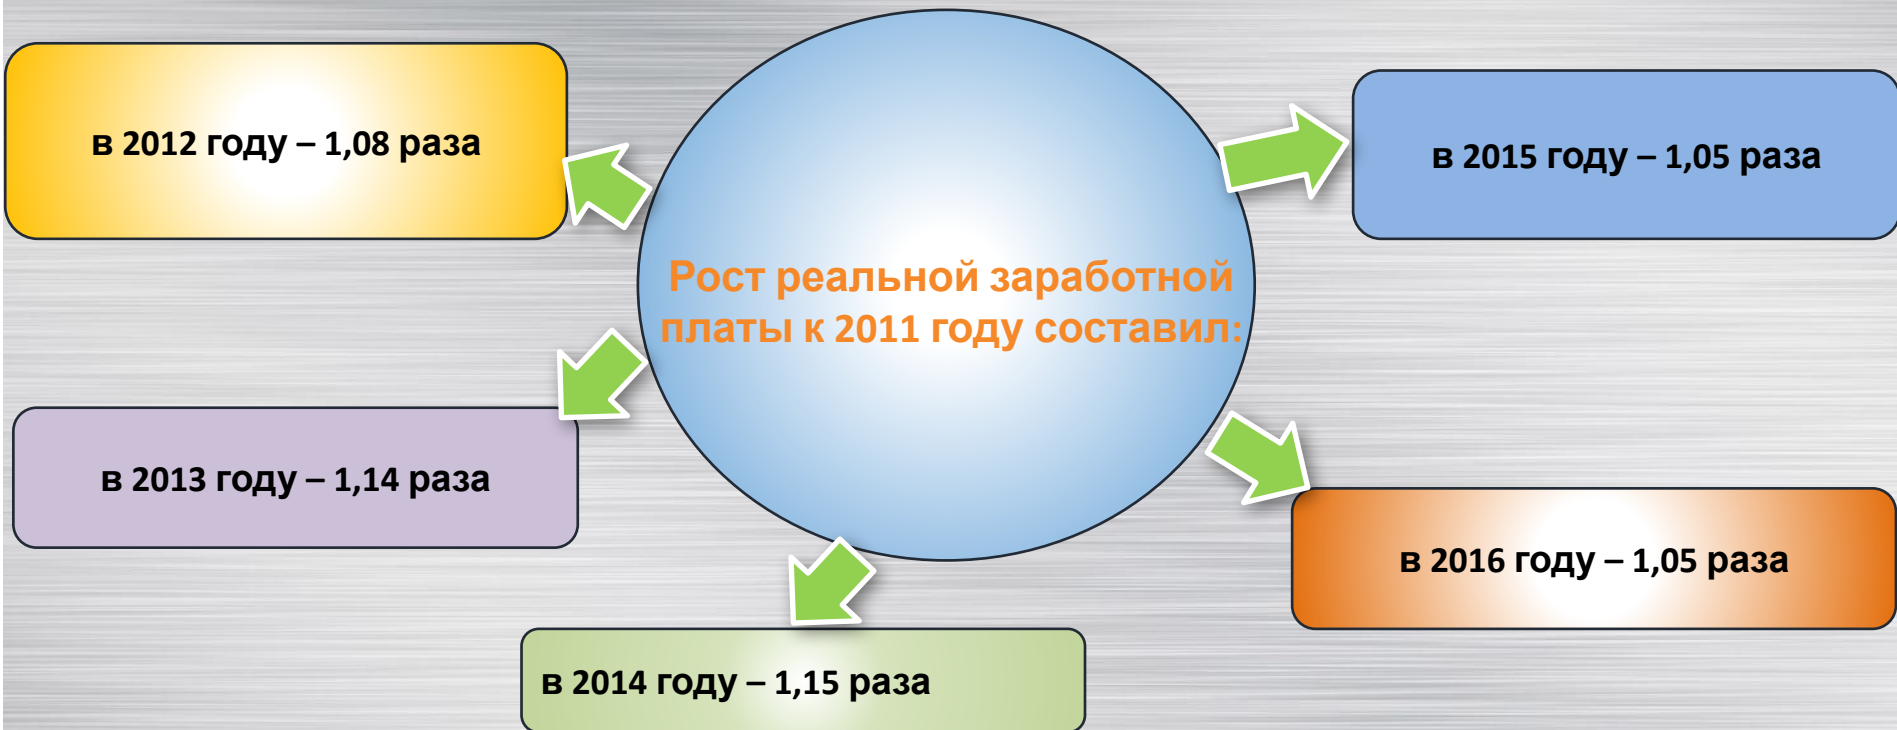 Рост реальной заработной
платы к 2011 году составил:
в 2012 году – 1,08 раза
в 2013 году – 1,14 раза
в 2014 году – 1,15 раза
в 2015 году – 1,05 раза
в 2016 году – 1,05 раза